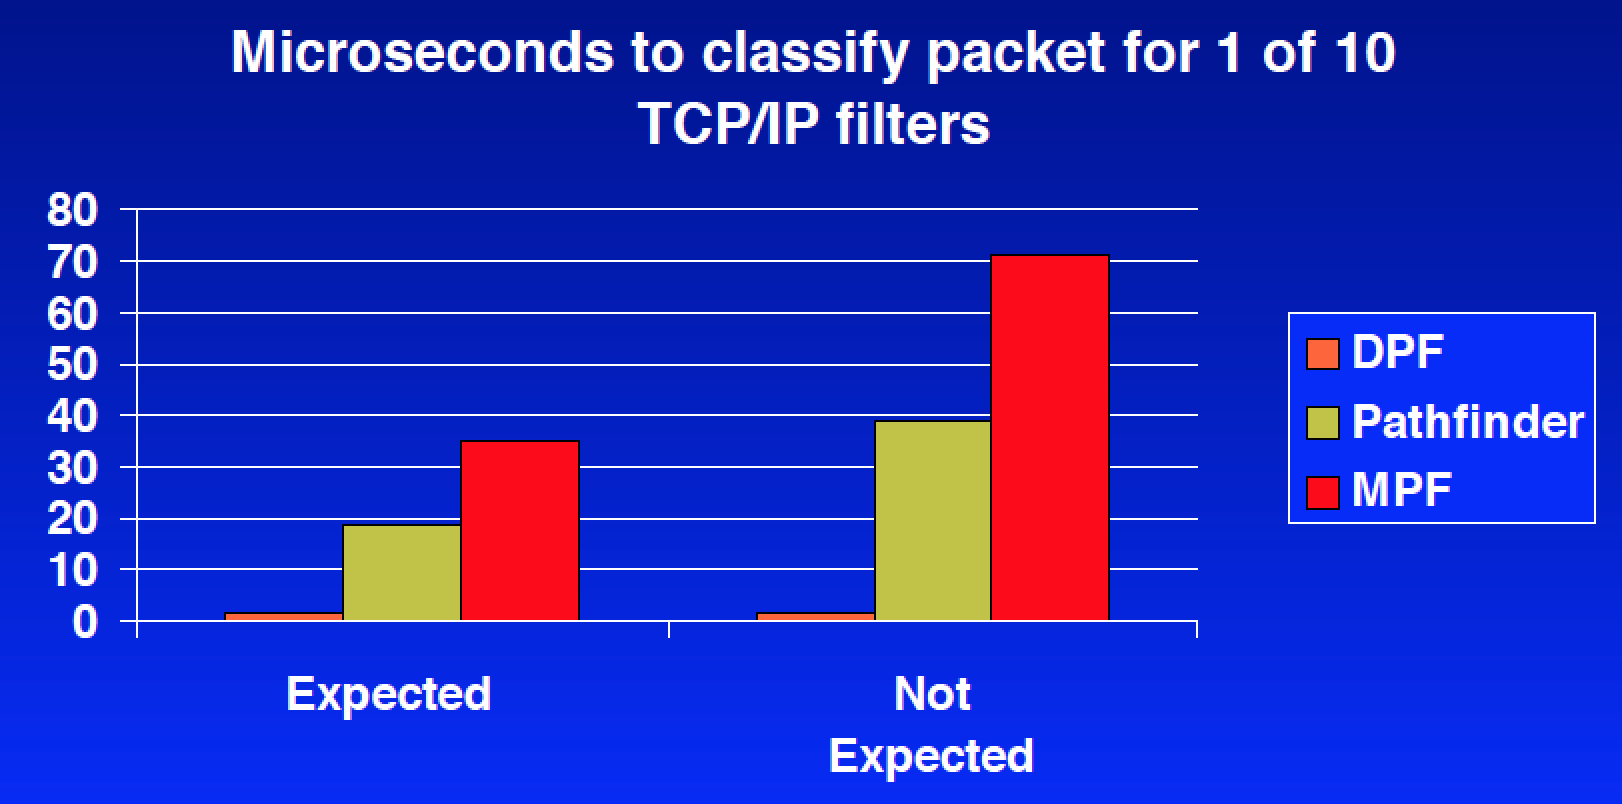 Microseconds to classify packet for 1 of 10
TCP/IP filters
80
70
60
50
40
30
20
10
0
Expected
Not
Expected
DPF
Pathfinder
MPF